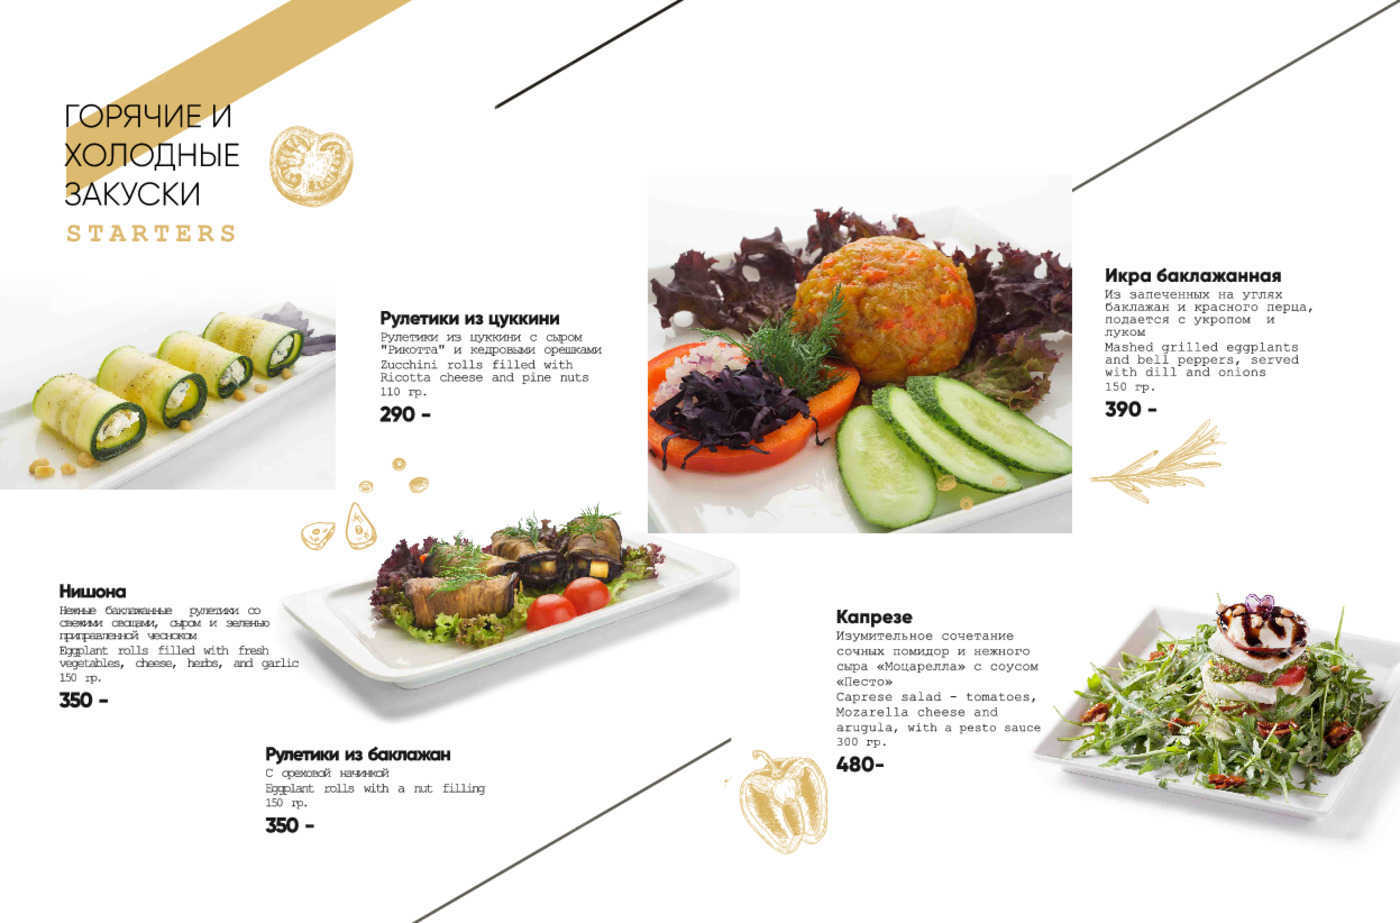 ГОРЯЧИЕ И
ХОЛОДНЫЕ
ЗАКУСКИ
STARTERS
Рулетики из цуккини
Рулетики из цуккини с сыром
"Рикотта" и кедровыми орешками
Zucchini rolls filled with
Ricotta cheese and pine nuts
110 гр.
290 -
Икра баклажанная
Из запеченных на углях
баклажан и красного перца,
подается с укропом и
луком
Mashed grilled eggplants
and bell peppers, served
with dill and onions
150 гр.
390 -
Нишона
Нежные баклажанные рулетики со
свежими овощами, сыром и зеленью
приправленной чесноком
Eggplant rolls filled with fresh
vegetables, cheese, herbs, and garlic
150 гр.
350 -
Рулетики из баклажан
С ореховой начинкой
Eggplant rolls with a nut filling
150 гр.
350 -
Капрезе
Изумительное сочетание
сочных помидор и нежного
сыра «Моцарелла» с соусом
«Песто»
Caprese salad - tomatoes,
Mozarella cheese and
arugula, with a pesto sauce
300 гр.
480-